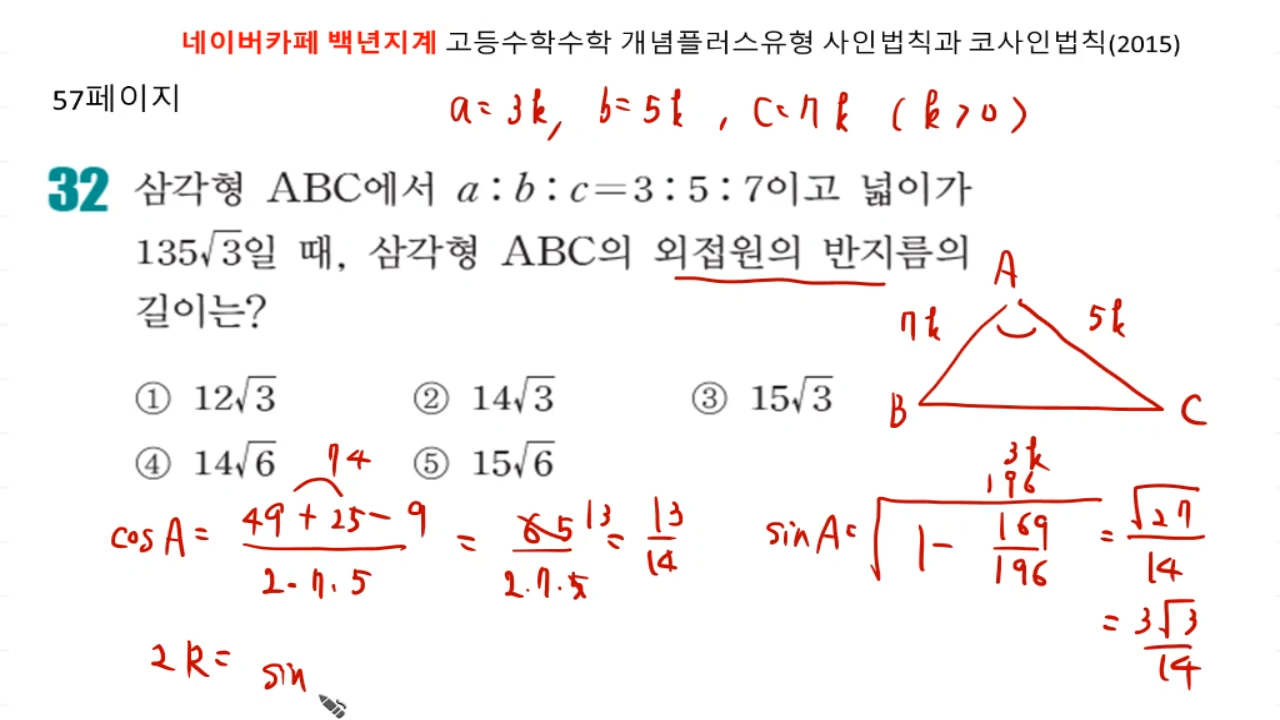 네이버카페 백년지계 고등수학수학 개념플러스유형 사인법칙과 코사인법칙(2015)
57페이지
a = 3k, b = 5k, c = 7k (k > 0)
32 삼각형 ABC에서 a : b : c = 3 : 5 : 7이고 넓이가
135√3일 때, 삼각형 ABC의 외접원의 반지름의
길이는?
A
7k 5k
B C
3k
① 12√3 ② 14√3 ③ 15√3
④ 14√6 ⑤ 15√6
74
cosA = (49 + 25 - 9)/(2 · 7 · 5) = 65/(2 · 7 · 5) 13 = 13/14
196
sinA = √(1 - 169/196) = √27/14
= 3√3/14
2R = sin